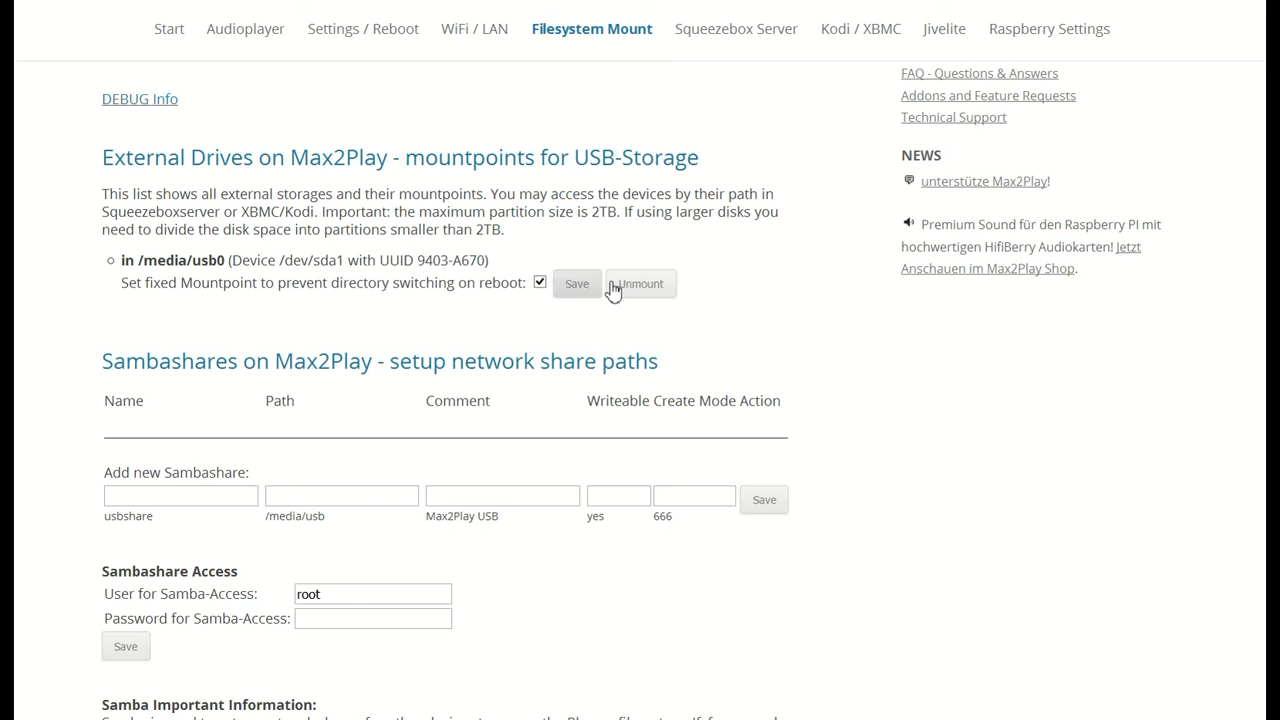 Start Audioplayer Settings / Reboot WiFi / LAN Filesystem Mount Squeezebox Server Kodi / XBMC Jivelite Raspberry Settings
FAQ - Questions & Answers
Addons and Feature Requests
Technical Support
NEWS
unterstütze Max2Play!
Premium Sound für den Raspberry PI mit
hochwertigen HifiBerry Audiokarten! Jetzt
Anschauen im Max2Play Shop.
DEBUG Info
External Drives on Max2Play - mountpoints for USB-Storage
This list shows all external storages and their mountpoints. You may access the devices by their path in
Squeezeboxserver or XBMC/Kodi. Important: the maximum partition size is 2TB. If using larger disks you
need to divide the disk space into partitions smaller than 2TB.
in /media/usb0 (Device /dev/sda1 with UUID 9403-A670)
Set fixed Mountpoint to prevent directory switching on reboot: Save Unmount
Sambashares on Max2Play - setup network share paths
Name Path Comment Writeable Create Mode Action
Add new Sambashare:
Save
usbshare /media/usb Max2Play USB yes 666
Sambashare Access
User for Samba-Access: root
Password for Samba-Access:
Save
Samba Important Information: